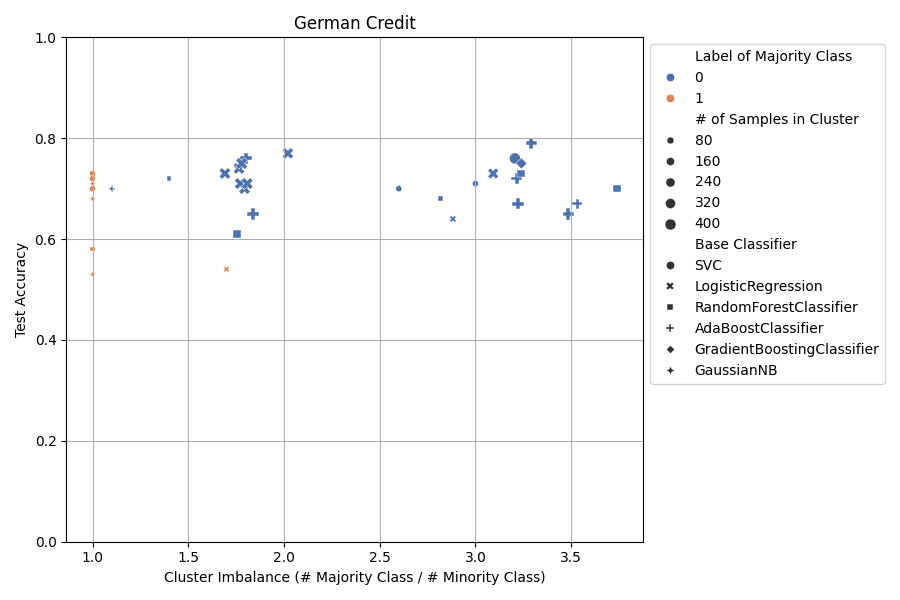 German Credit
Test Accuracy
1.0
0.8
0.6
0.4
0.2
0.0
1.0 1.5 2.0 2.5 3.0 3.5
Cluster Imbalance (# Majority Class / # Minority Class)
Label of Majority Class
0
1
# of Samples in Cluster
80
160
240
320
400
Base Classifier
SVC
LogisticRegression
RandomForestClassifier
AdaBoostClassifier
GradientBoostingClassifier
GaussianNB